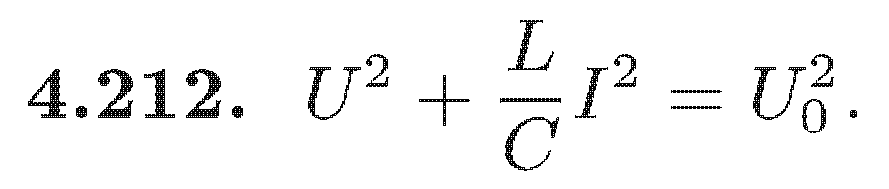 4.212. $U^2 + \frac{L}{C} I^2 = U_0^2.$